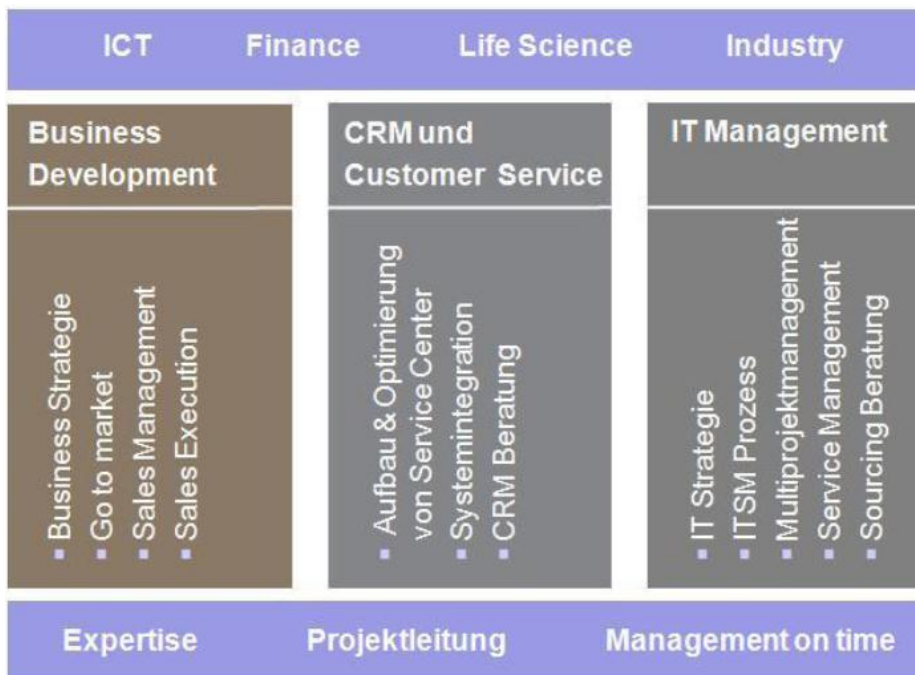 ICT Finance Life Science Industry
Business
Development
▪ Business Strategie
▪ Go to market
▪ Sales Management
▪ Sales Execution
CRM und
Customer Service
▪ Aufbau & Optimierung
von Service Center
▪ Systemintegration
▪ CRM Beratung
IT Management
▪ IT Strategie
▪ ITSM Prozess
▪ Multiprojektmanagement
▪ Service Management
▪ Sourcing Beratung
Expertise Projektleitung Management on time